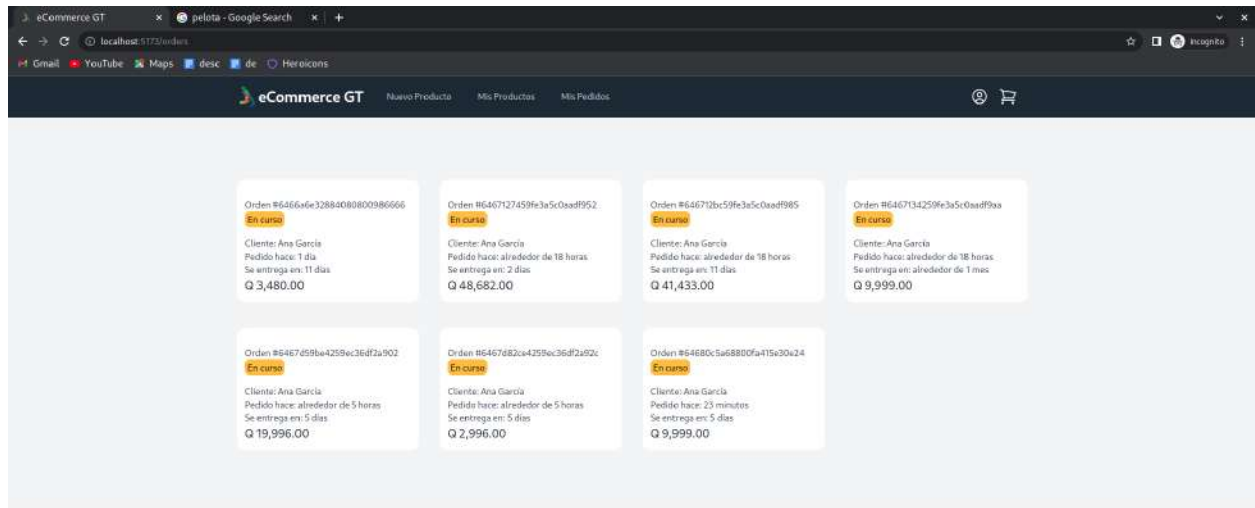 eCommerce GT
pelota - Google Search
localhost:5173/orders
Incognito
Gmail YouTube Maps desc de Heroicons
eCommerce GT Nuevo Producto Mis Productos Mis Pedidos
Orden #6466a6e32884080800986666
En curso
Cliente: Ana García
Pedido hace: 1 día
Se entrega en: 11 días
Q 3,480.00
Orden #6467127459fe3a5c0aadf952
En curso
Cliente: Ana García
Pedido hace: alrededor de 18 horas
Se entrega en: 2 días
Q 48,682.00
Orden #646712bc59fe3a5c0aadf985
En curso
Cliente: Ana García
Pedido hace: alrededor de 18 horas
Se entrega en: 11 días
Q 41,433.00
Orden #6467134259fe3a5c0aadf9aa
En curso
Cliente: Ana García
Pedido hace: alrededor de 18 horas
Se entrega en: alrededor de 1 mes
Q 9,999.00
Orden #6467d59be4259ec36df2a902
En curso
Cliente: Ana García
Pedido hace: alrededor de 5 horas
Se entrega en: 5 días
Q 19,996.00
Orden #6467d82ce4259ec36df2a92c
En curso
Cliente: Ana García
Pedido hace: alrededor de 5 horas
Se entrega en: 5 días
Q 2,996.00
Orden #64680c5a68800fa415e30e24
En curso
Cliente: Ana García
Pedido hace: 23 minutos
Se entrega en: 5 días
Q 9,999.00